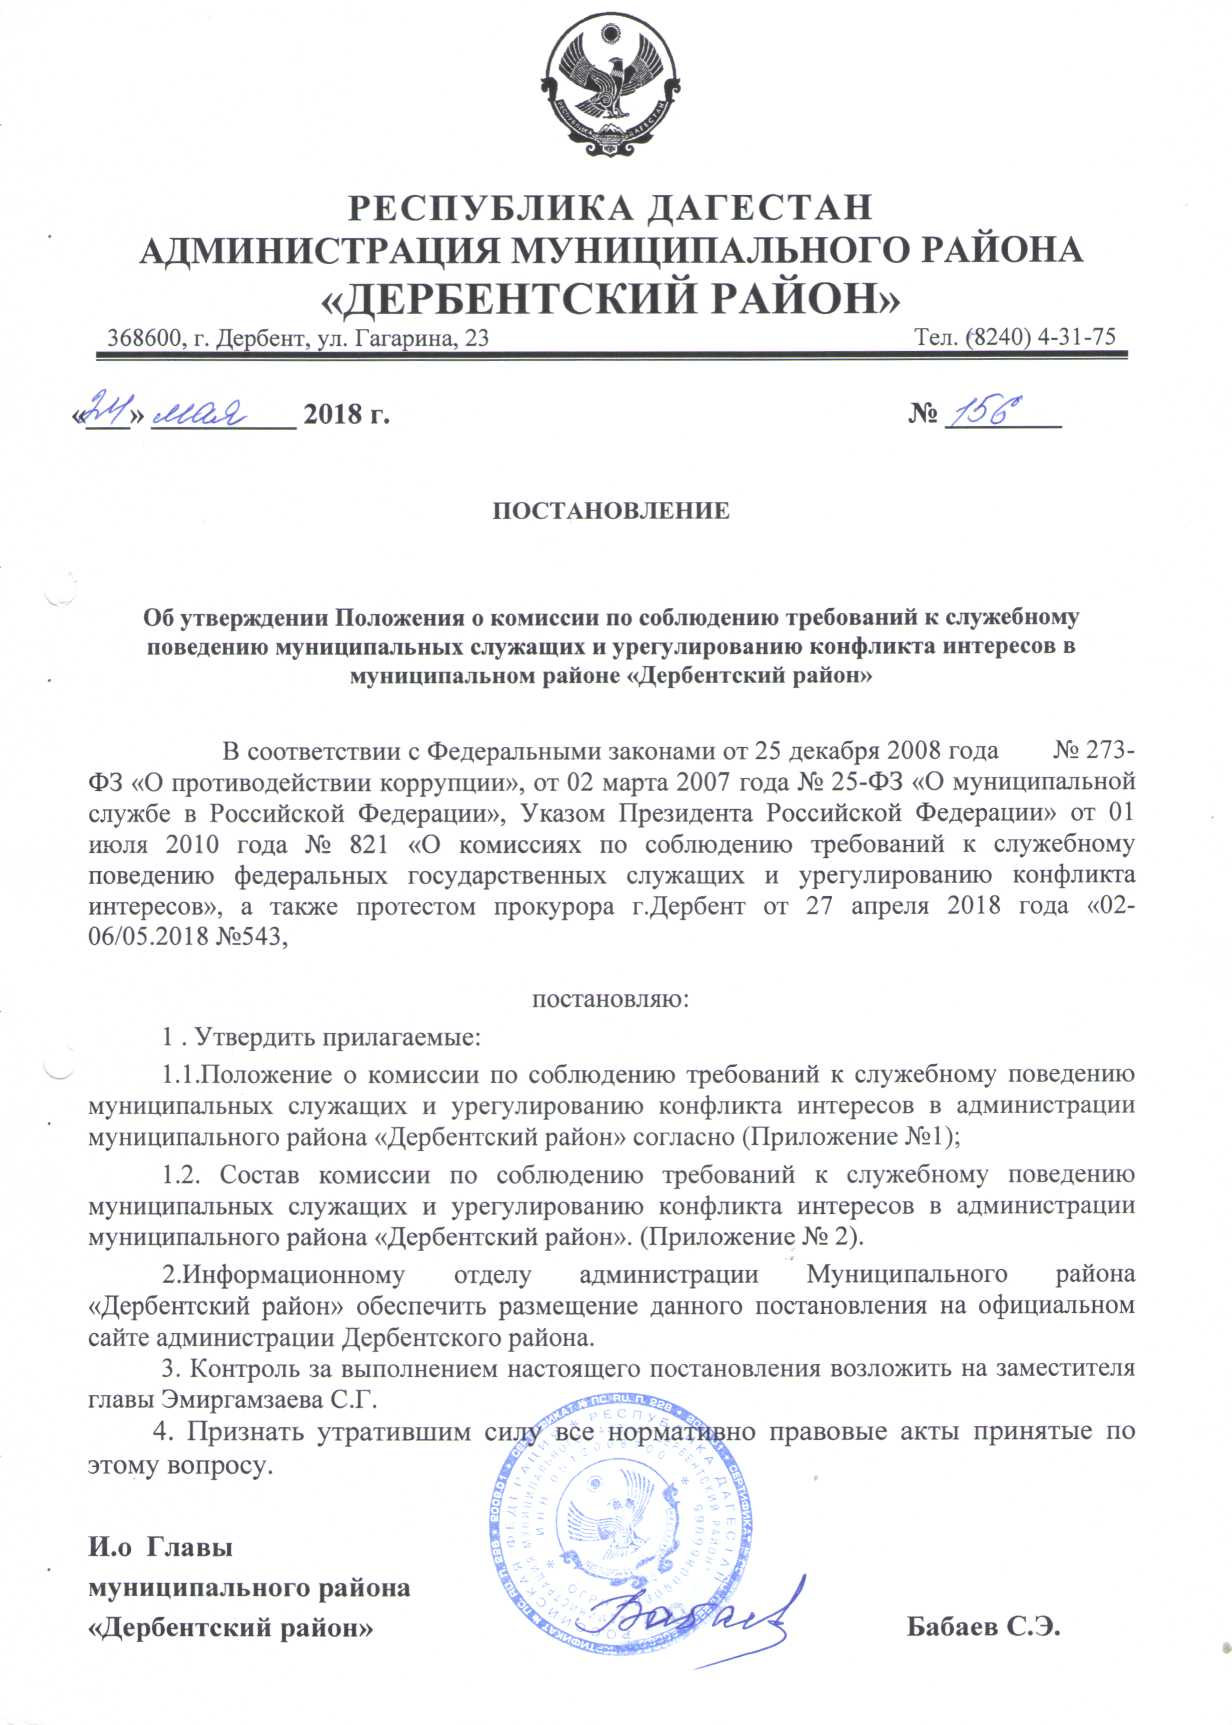 РЕСПУБЛИКА ДАГЕСТАН
РЕСПУБЛИКА ДАГЕСТАН
АДМИНИСТРАЦИЯ МУНИЦИПАЛЬНОГО РАЙОНА
«ДЕРБЕНТСКИЙ РАЙОН»
368600, г. Дербент, ул. Гагарина, 23 Тел. (8240) 4-31-75
«24» мая 2018 г. № 156
ПОСТАНОВЛЕНИЕ
Об утверждении Положения о комиссии по соблюдению требований к служебному
поведению муниципальных служащих и урегулированию конфликта интересов в
муниципальном районе «Дербентский район»
В соответствии с Федеральными законами от 25 декабря 2008 года № 273-
ФЗ «О противодействии коррупции», от 02 марта 2007 года № 25-ФЗ «О муниципальной
службе в Российской Федерации», Указом Президента Российской Федерации» от 01
июля 2010 года № 821 «О комиссиях по соблюдению требований к служебному
поведению федеральных государственных служащих и урегулированию конфликта
интересов», а также протестом прокурора г.Дербент от 27 апреля 2018 года «02-
06/05.2018 №543,
постановляю:
1 . Утвердить прилагаемые:
1.1.Положение о комиссии по соблюдению требований к служебному поведению
муниципальных служащих и урегулированию конфликта интересов в администрации
муниципального района «Дербентский район» согласно (Приложение №1);
1.2. Состав комиссии по соблюдению требований к служебному поведению
муниципальных служащих и урегулированию конфликта интересов в администрации
муниципального района «Дербентский район». (Приложение № 2).
2.Информационному отделу администрации Муниципального района
«Дербентский район» обеспечить размещение данного постановления на официальном
сайте администрации Дербентского района.
3. Контроль за выполнением настоящего постановления возложить на заместителя
главы Эмиргамзаева С.Г.
4. Признать утратившим силу все нормативно правовые акты принятые по
этому вопросу.
И.о Главы
муниципального района
«Дербентский район» Бабаев Бабаев С.Э.